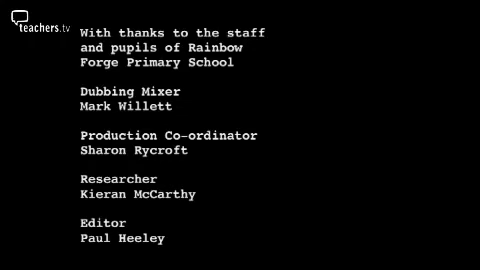 teachers.tv
With thanks to the staff
and pupils of Rainbow
Forge Primary School
Dubbing Mixer
Mark Willett
Production Co-ordinator
Sharon Rycroft
Researcher
Kieran McCarthy
Editor
Paul Heeley